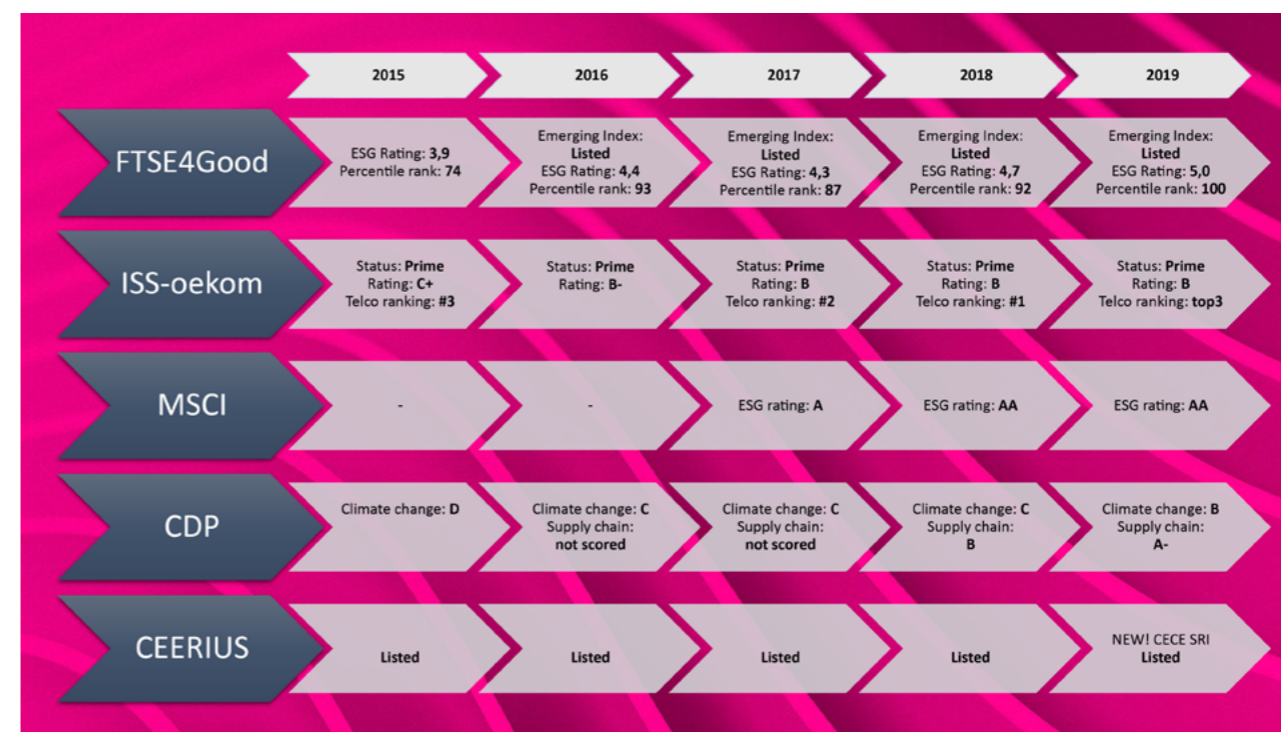 2015
2016
2017
2018
2019
FTSE4Good
ESG Rating: 3,9
Percentile rank: 74
Emerging Index:
Listed
ESG Rating: 4,4
Percentile rank: 93
Emerging Index:
Listed
ESG Rating: 4,3
Percentile rank: 87
Emerging Index:
Listed
ESG Rating: 4,7
Percentile rank: 92
Emerging Index:
Listed
ESG Rating: 5,0
Percentile rank: 100
ISS-oekom
Status: Prime
Rating: C+
Telco ranking: #3
Status: Prime
Rating: B-
Status: Prime
Rating: B
Telco ranking: #2
Status: Prime
Rating: B
Telco ranking: #1
Status: Prime
Rating: B
Telco ranking: top3
MSCI
-
-
ESG rating: A
ESG rating: AA
ESG rating: AA
CDP
Climate change: D
Climate change: C
Supply chain:
not scored
Climate change: C
Supply chain:
not scored
Climate change: C
Supply chain:
B
Climate change: B
Supply chain:
A-
CEERIUS
Listed
Listed
Listed
Listed
NEW! CECE SRI
Listed